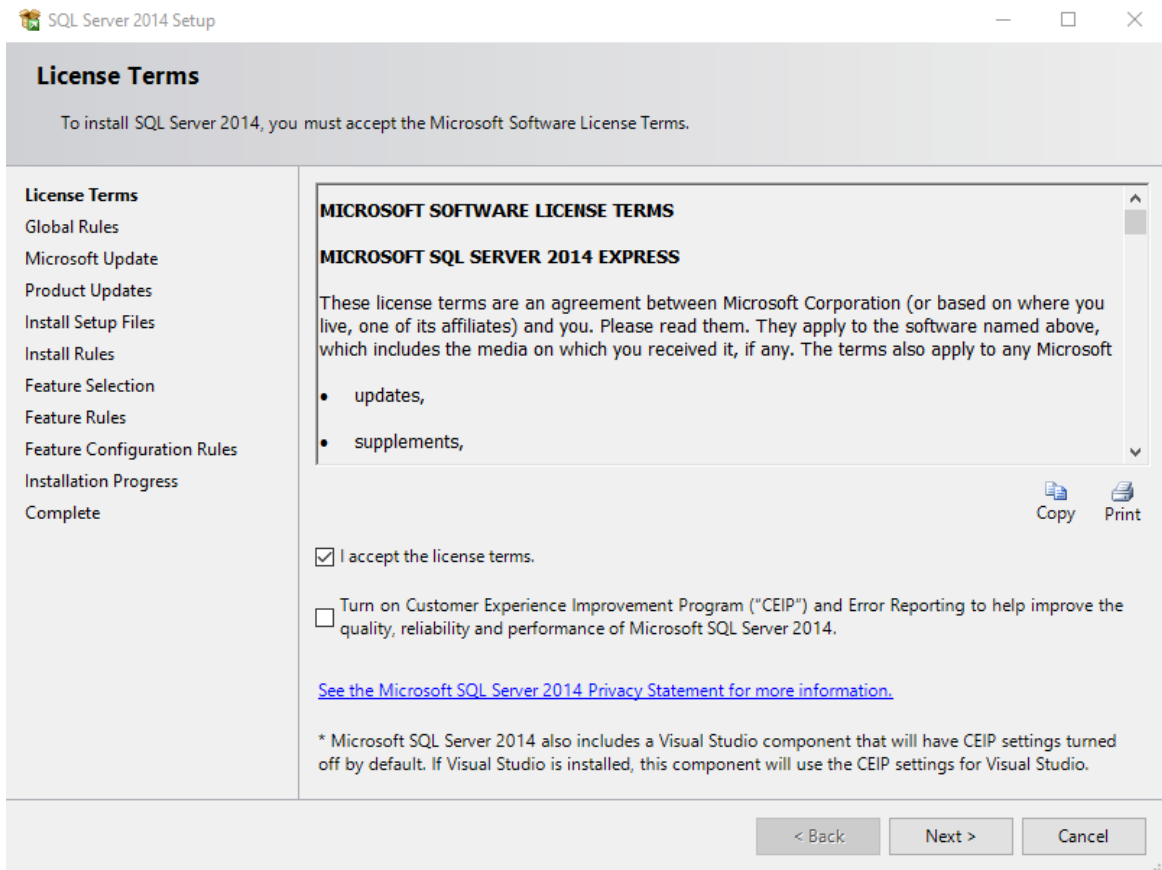 SQL Server 2014 Setup
License Terms
To install SQL Server 2014, you must accept the Microsoft Software License Terms.
License Terms
Global Rules
Microsoft Update
Product Updates
Install Setup Files
Install Rules
Feature Selection
Feature Rules
Feature Configuration Rules
Installation Progress
Complete
MICROSOFT SOFTWARE LICENSE TERMS
MICROSOFT SQL SERVER 2014 EXPRESS
These license terms are an agreement between Microsoft Corporation (or based on where you
live, one of its affiliates) and you. Please read them. They apply to the software named above,
which includes the media on which you received it, if any. The terms also apply to any Microsoft
• updates,
• supplements,
Copy Print
I accept the license terms.
Turn on Customer Experience Improvement Program ("CEIP") and Error Reporting to help improve the
quality, reliability and performance of Microsoft SQL Server 2014.
See the Microsoft SQL Server 2014 Privacy Statement for more information.
* Microsoft SQL Server 2014 also includes a Visual Studio component that will have CEIP settings turned
off by default. If Visual Studio is installed, this component will use the CEIP settings for Visual Studio.
< Back Next > Cancel